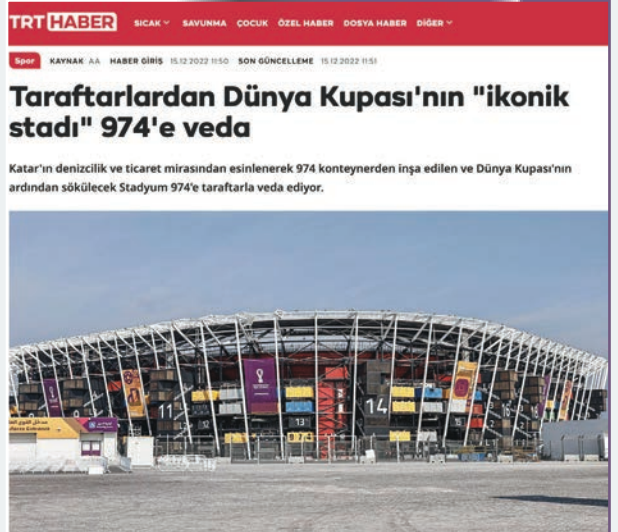 TRT HABER SICAK SAVUNMA ÇOCUK ÖZEL HABER DOSYA HABER DİĞER
Spor KAYNAK AA HABER GİRİŞ 15.12.2022 11:50 SON GÜNCELLEME 15.12.2022 11:51
Taraftarlardan Dünya Kupası'nın "ikonik
stadı" 974'e veda
Katar'ın denizcilik ve ticaret mirasından esinlenerek 974 konteynerden inşa edilen ve Dünya Kupası'nın
ardından sökülecek Stadyum 974'e taraftarla veda ediyor.
11
14
13
974